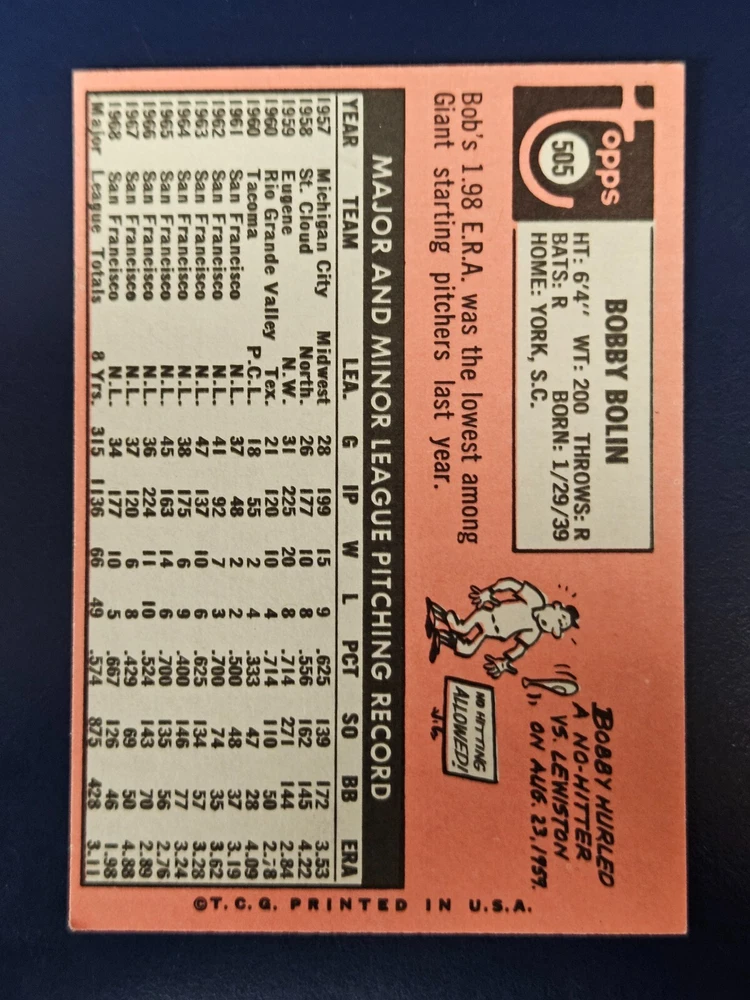 topps
505
BOBBY BOLIN
HT: 6'4" WT: 200 THROWS: R
BATS: R BORN: 1/29/39
HOME: YORK, S.C.
BOBBY HURLED
A NO-HITTER
VS. LEWISTON
ON AUG. 23, 1959.
NO HITTING
ALLOWED!
Bob's 1.98 E.R.A. was the lowest among
Giant starting pitchers last year.
MAJOR AND MINOR LEAGUE PITCHING RECORD
YEAR TEAM LEA. G IP W L PCT SO BB ERA
1957 Michigan City Midwest 28 199 15 9 .625 139 172 3.53
1958 St. Cloud North. 26 177 10 8 .556 162 145 4.22
1959 Eugene N.W. 31 225 20 8 .714 271 144 2.84
1960 Rio Grande Valley Tex. 21 120 10 4 .714 110 50 2.78
1960 Tacoma P.C.L. 18 55 2 4 .333 47 28 4.09
1961 San Francisco N.L. 37 48 2 2 .500 48 37 3.19
1962 San Francisco N.L. 41 92 7 3 .700 74 35 3.62
1963 San Francisco N.L. 47 137 10 6 .625 134 57 3.28
1964 San Francisco N.L. 38 175 6 9 .400 146 77 3.24
1965 San Francisco N.L. 45 163 14 6 .700 135 56 2.76
1966 San Francisco N.L. 36 224 11 10 .524 143 70 2.89
1967 San Francisco N.L. 37 120 6 8 .429 69 50 4.88
1968 San Francisco N.L. 34 177 10 5 .667 126 46 1.98
Major League Totals 8 Yrs. 315 1136 66 49 .574 875 428 3.11
©T.C.G. PRINTED IN U.S.A.